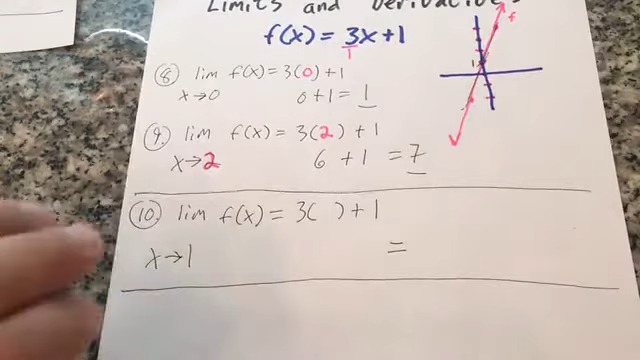 Limits and Derivatives
f(x) = 3x+1
1
f
1
8. lim f(x) = 3(0)+1
x→0 0+1 = 1
9. lim f(x) = 3(2)+1
x→2 6+1 = 7
10. lim f(x) = 3( )+1
x→1 =